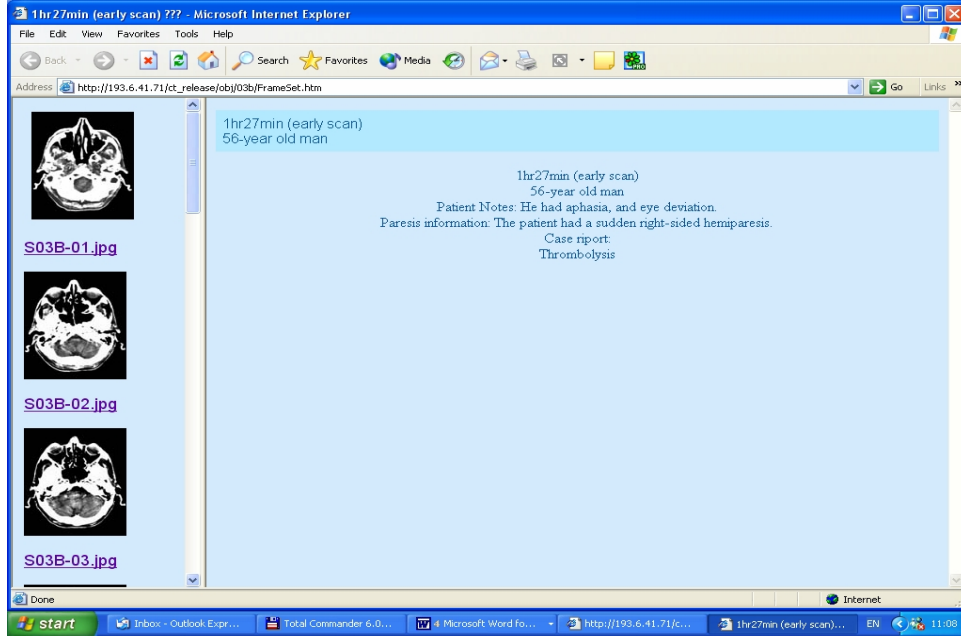 1hr27min (early scan) ??? - Microsoft Internet Explorer
File Edit View Favorites Tools Help
Back Search Favorites Media
Address http://193.6.41.71/ct_release/obj/03b/FrameSet.htm Go Links »
1hr27min (early scan)
56-year old man
1hr27min (early scan)
56-year old man
Patient Notes: He had aphasia, and eye deviation.
Paresis information: The patient had a sudden right-sided hemiparesis.
Case riport:
Thrombolysis
S03B-01.jpg
S03B-02.jpg
S03B-03.jpg
Done Internet
start Inbox - Outlook Expr... Total Commander 6.0... 4 Microsoft Word fo... http://193.6.41.71/c... 1hr27min (early scan)... EN 11:08